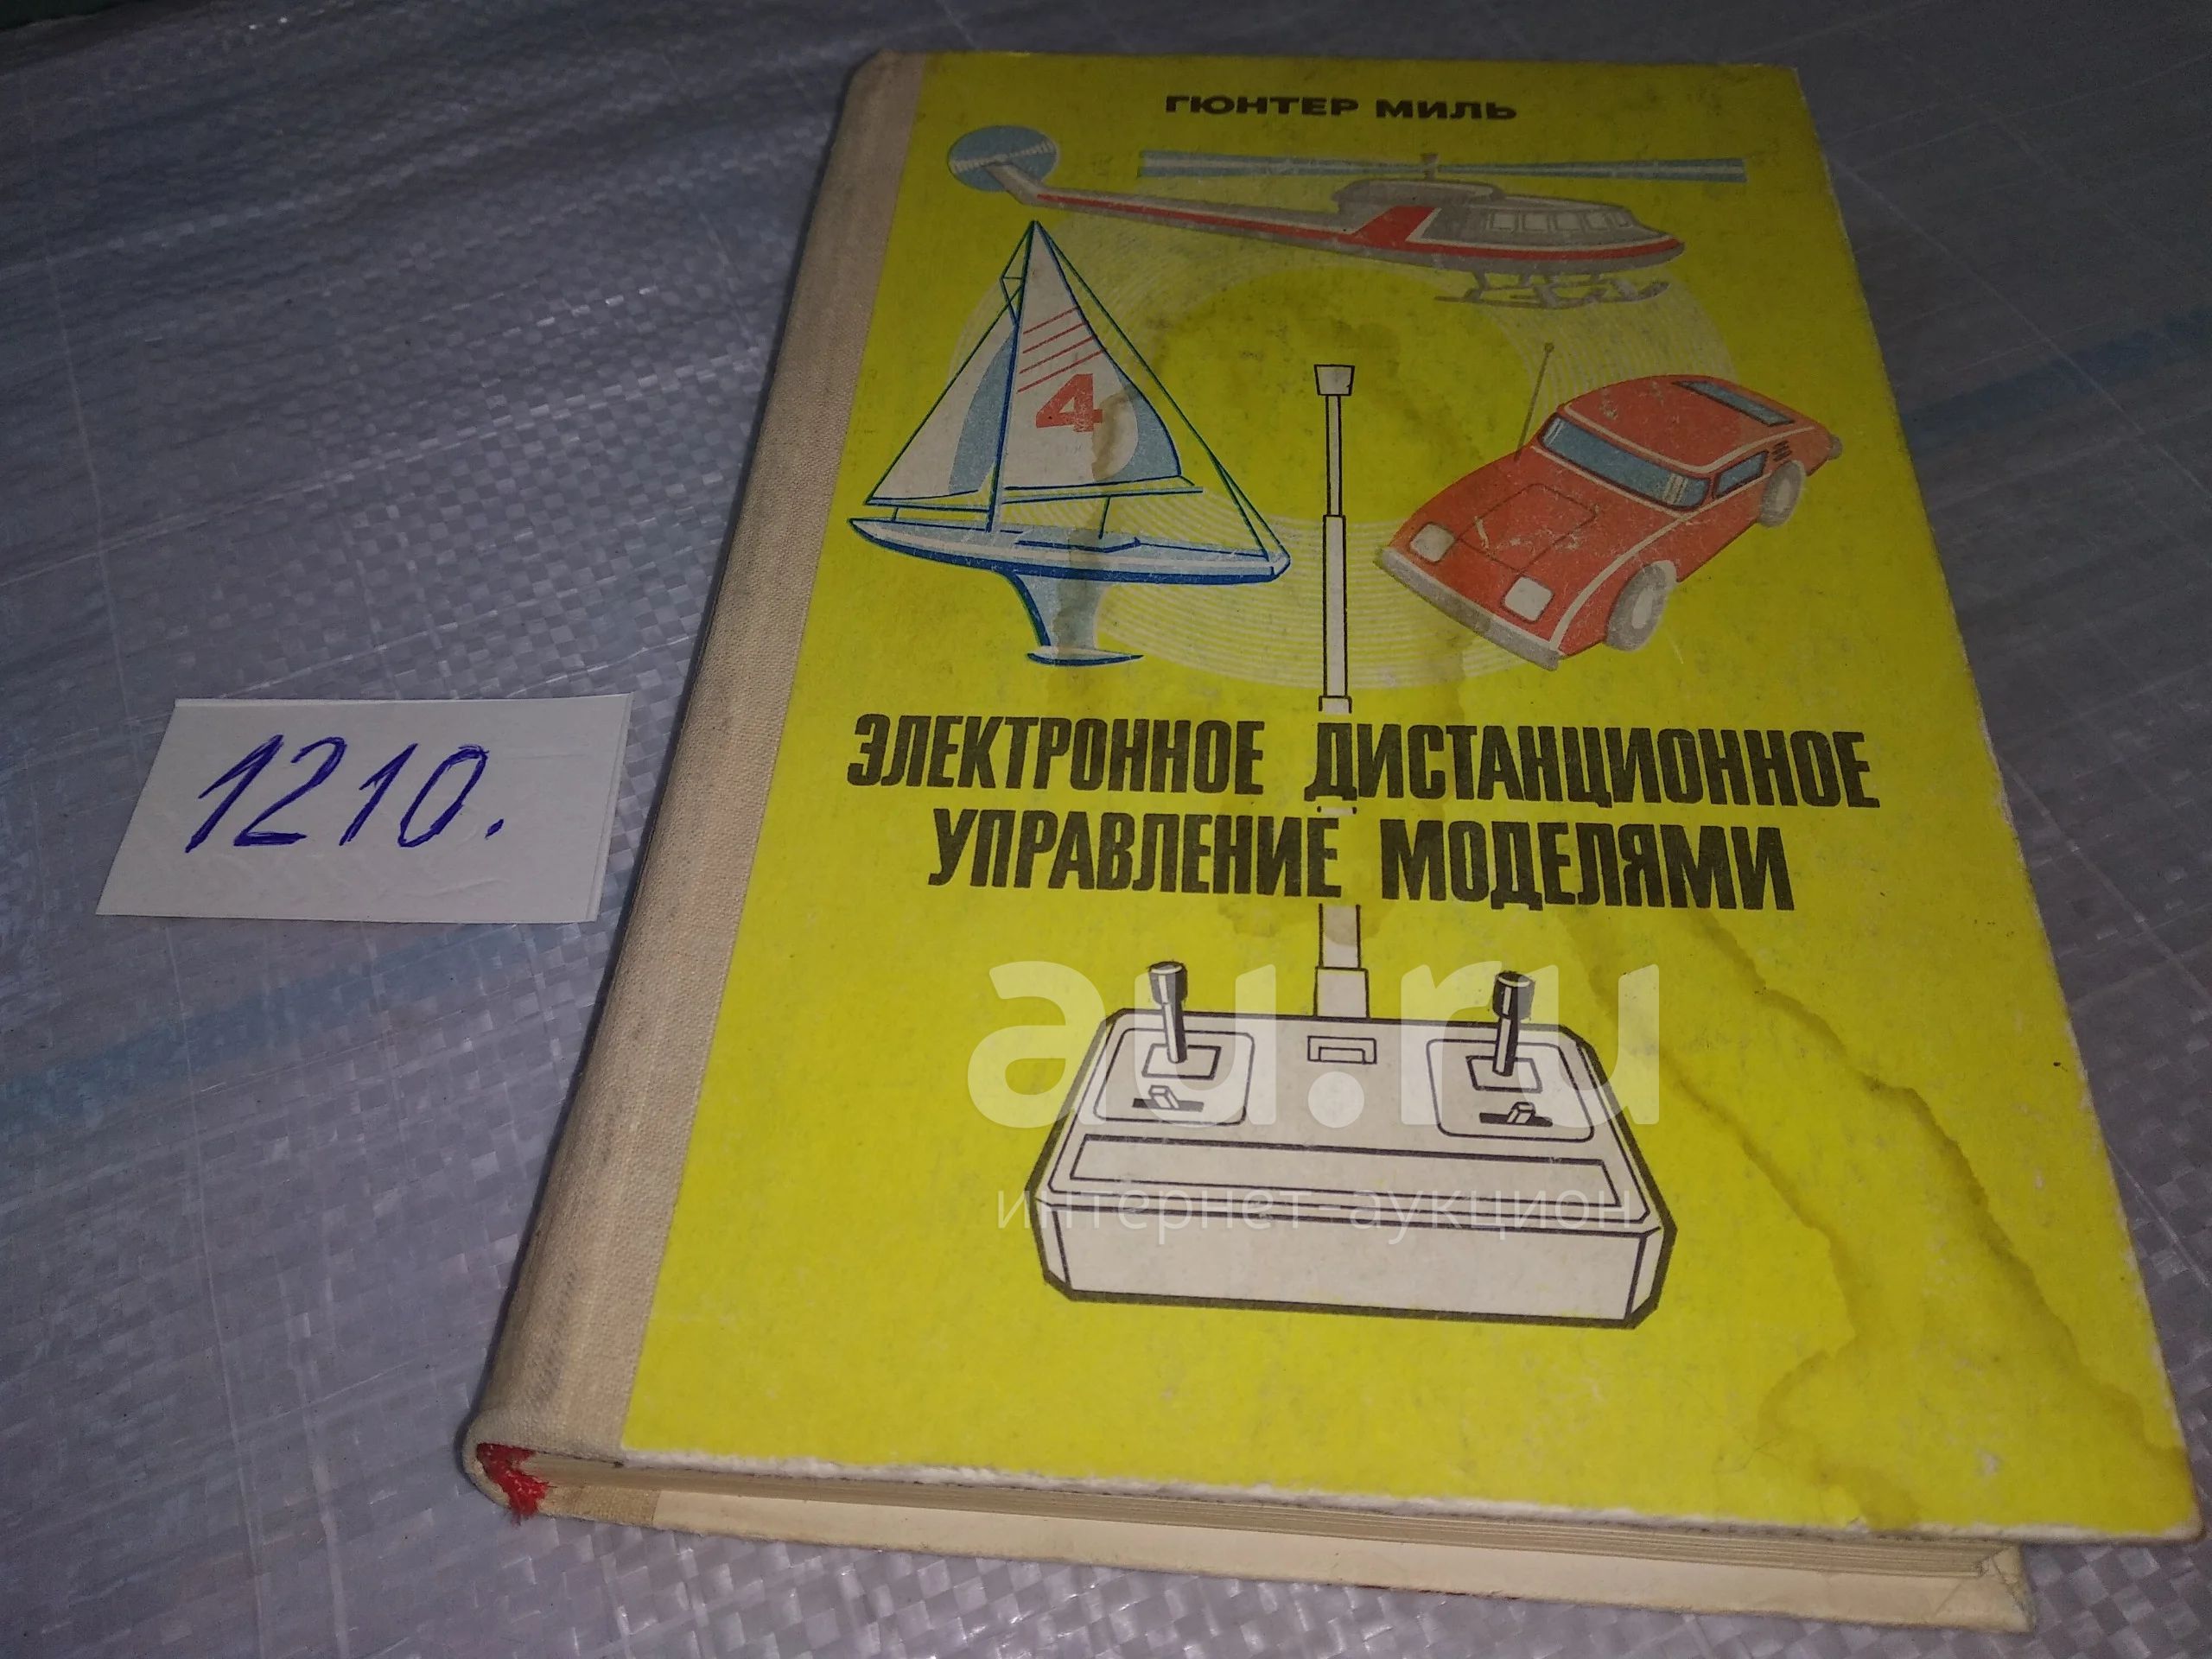 ГЮНТЕР МИЛЬ
4
ЭЛЕКТРОННОЕ ДИСТАНЦИОННОЕ
УПРАВЛЕНИЕ МОДЕЛЯМИ
1210.
au.ru
интернет аукцион